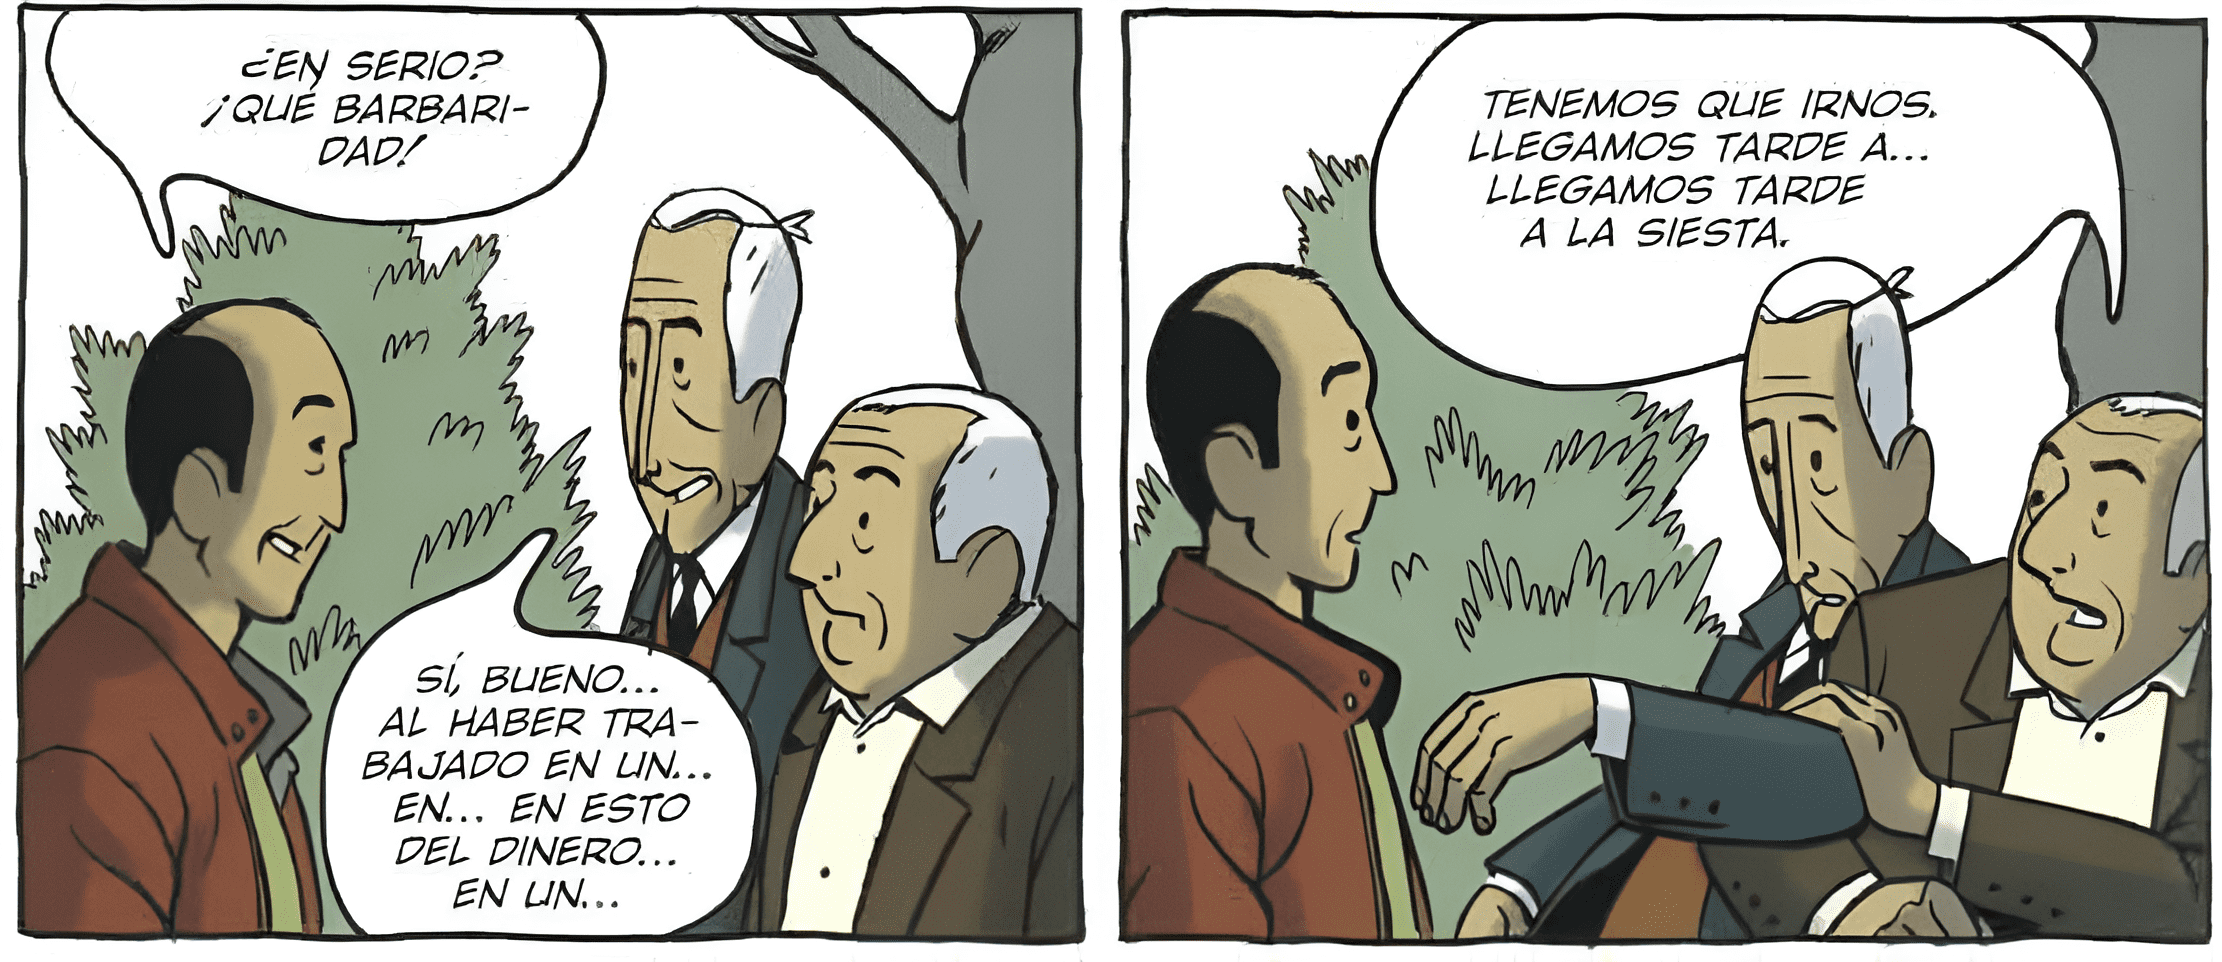 ¿EN SERIO?
¡QUÉ BARBARI-
DAD!
SÍ, BUENO...
AL HABER TRA-
BAJADO EN UN...
EN... EN ESTO
DEL DINERO...
EN UN...
TENEMOS QUE IRNOS.
LLEGAMOS TARDE A...
LLEGAMOS TARDE
A LA SIESTA.